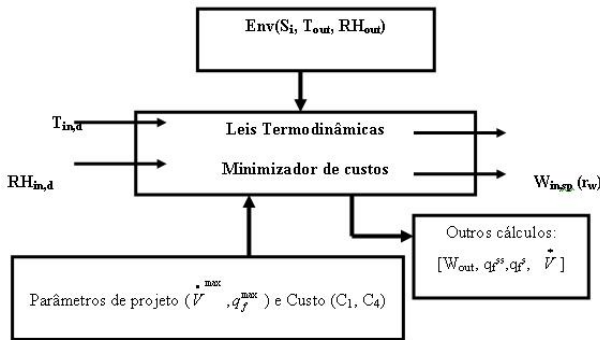 Env(Sᵢ, T_out, RH_out)
T_in,d
Leis Termodinâmicas
Minimizador de custos
RH_in,d
W_in,sp (r_w)
Outros cálculos:
[W_out, q_f^ss, q_f^s, V̇ ]
Parâmetros de projeto (V̇^max, q_f^max) e Custo (C₁, C₄)